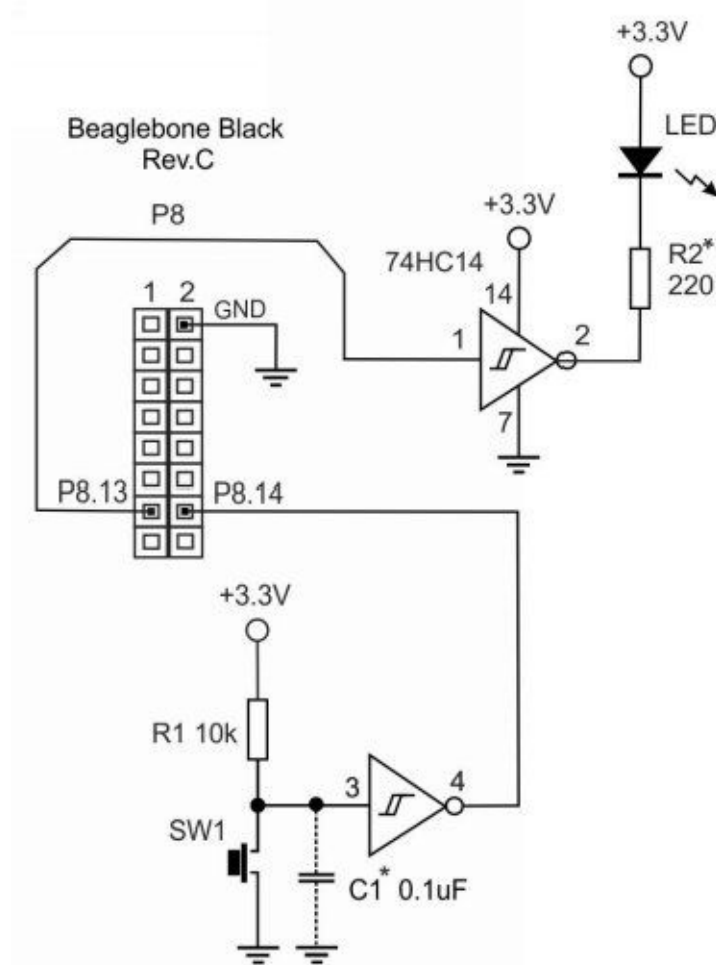 +3.3V
LED
Beaglebone Black
Rev.C
P8
+3.3V
74HC14
R2*
220
14
1 2
GND
1
2
7
P8.13
P8.14
+3.3V
R1 10k
3
4
SW1
C1* 0.1uF